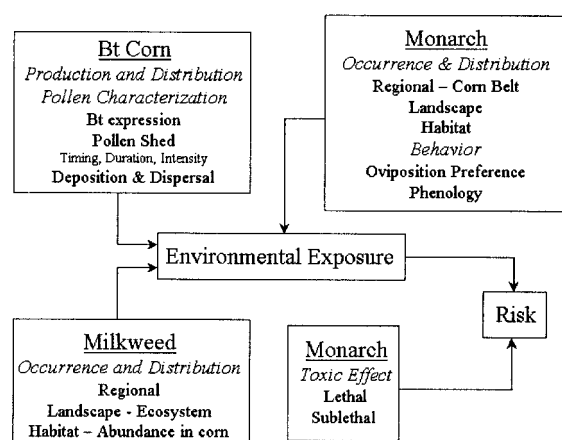 Bt Corn
Production and Distribution
Pollen Characterization
Bt expression
Pollen Shed
Timing, Duration, Intensity
Deposition & Dispersal
Monarch
Occurrence & Distribution
Regional – Corn Belt
Landscape
Habitat
Behavior
Oviposition Preference
Phenology
Environmental Exposure
Risk
Milkweed
Occurrence and Distribution
Regional
Landscape - Ecosystem
Habitat – Abundance in corn
Monarch
Toxic Effect
Lethal
Sublethal